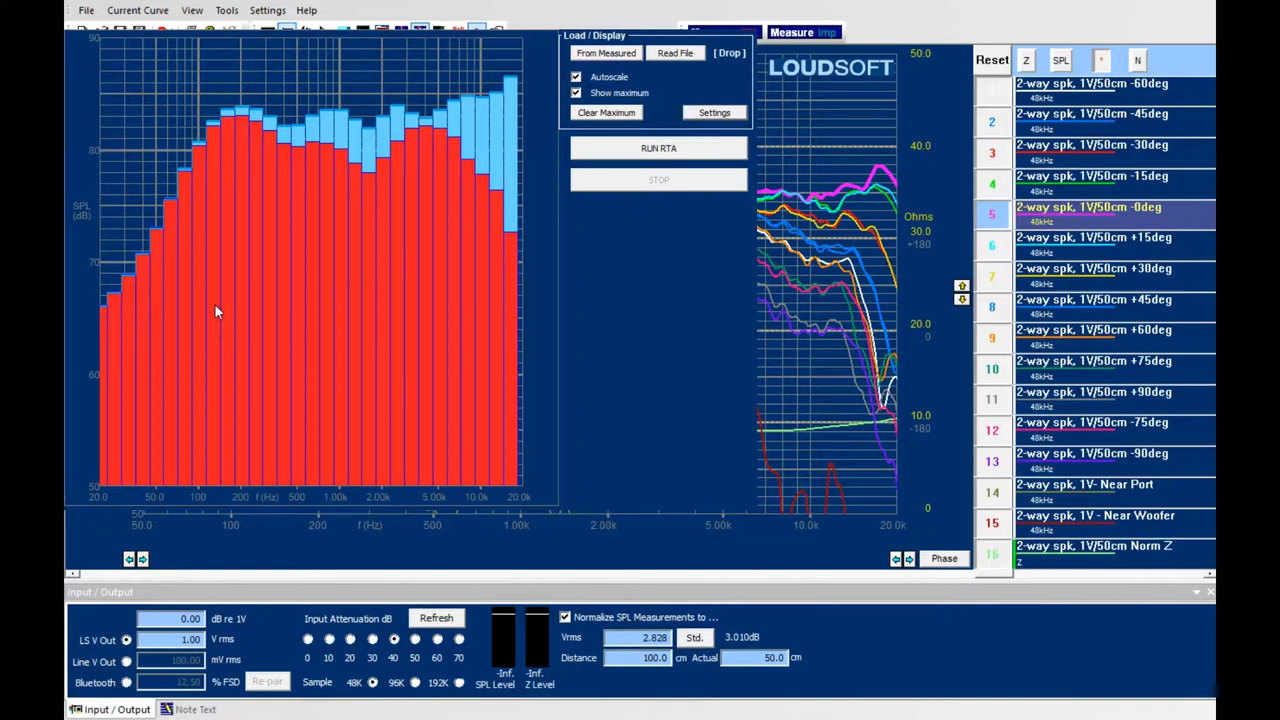 File Current Curve View Tools Settings Help
Measure Imp
Load / Display
From Measured Read File [ Drop ]
Autoscale
Show maximum
Clear Maximum Settings
RUN RTA
STOP
90
80
SPL
(dB)
70
60
50
20.0 50.0 100 200 f (Hz) 500 1.00k 2.00k 5.00k 10.0k 20.0k
LOUDSOFT
50.0
40.0
Ohms
30.0
+180
20.0
0
10.0
-180
0
50
50.0 100 200 f(Hz) 500 1.00k 2.00k 5.00k 10.0k 20.0k
Phase
Reset Z SPL * N
1 2-way spk, 1V/50cm -60deg
48kHz
2 2-way spk, 1V/50cm -45deg
48kHz
3 2-way spk, 1V/50cm -30deg
48kHz
4 2-way spk, 1V/50cm -15deg
48kHz
5 2-way spk, 1V/50cm -0deg
48kHz
6 2-way spk, 1V/50cm +15deg
48kHz
7 2-way spk, 1V/50cm +30deg
48kHz
8 2-way spk, 1V/50cm +45deg
48kHz
9 2-way spk, 1V/50cm +60deg
48kHz
10 2-way spk, 1V/50cm +75deg
48kHz
11 2-way spk, 1V/50cm +90deg
48kHz
12 2-way spk, 1V/50cm -75deg
48kHz
13 2-way spk, 1V/50cm -90deg
48kHz
14 2-way spk, 1V- Near Port
48kHz
15 2-way spk, 1V - Near Woofer
48kHz
16 2-way spk, 1V/50cm Norm Z
Z
Input / Output
0.00 dB re 1V
LS V Out 1.00 V rms
Line V Out 100.00 mV rms
Bluetooth 12.50 % FSD Re-pair
Input Attenuation dB Refresh
0 10 20 30 40 50 60 70
Sample 48K 96K 192K
-Inf. -Inf.
SPL Level Z Level
Normalize SPL Measurements to ...
Vrms 2.828 Std. 3.010dB
Distance 100.0 cm Actual 50.0 cm
Input / Output Note Text